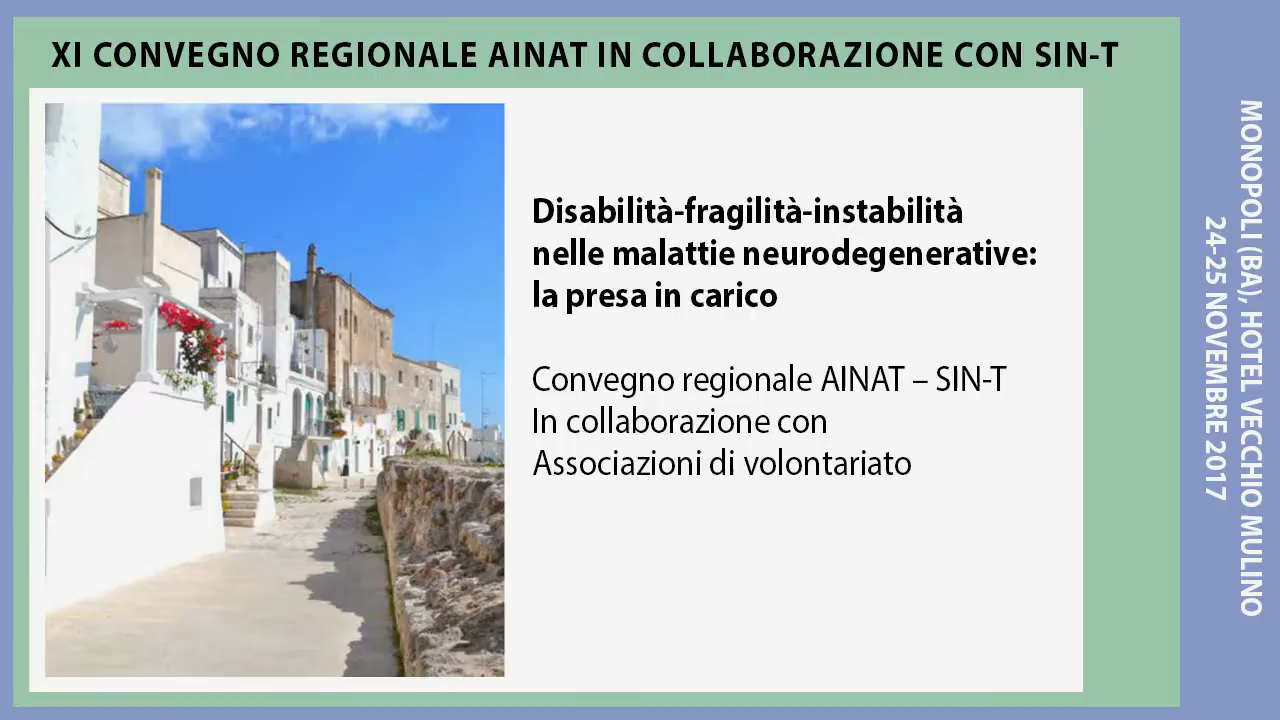 XI CONVEGNO REGIONALE AINAT IN COLLABORAZIONE CON SIN-T
Disabilità-fragilità-instabilità
nelle malattie neurodegenerative:
la presa in carico
Convegno regionale AINAT – SIN-T
In collaborazione con
Associazioni di volontariato
MONOPOLI (BA), HOTEL VECCHIO MULINO
24-25 NOVEMBRE 2017